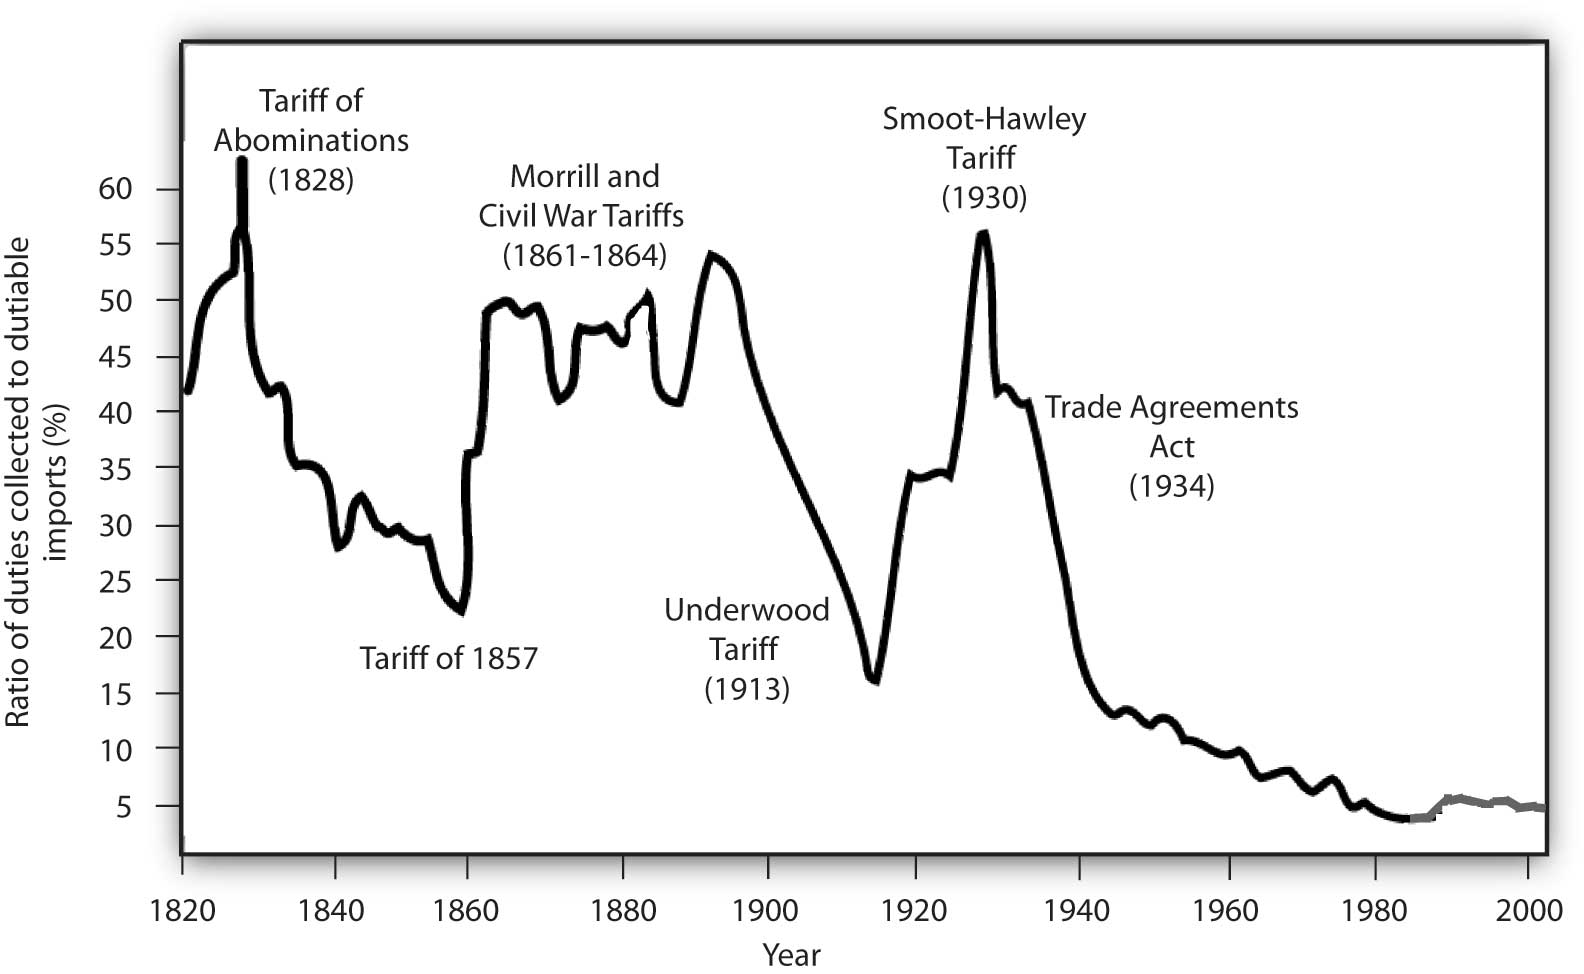 Tariff of
Abominations
(1828)
Smoot-Hawley
Tariff
(1930)
Morrill and
Civil War Tariffs
(1861-1864)
Trade Agreements
Act
(1934)
Underwood
Tariff
(1913)
Tariff of 1857
Ratio of duties collected to dutiable
imports (%)
60
55
50
45
40
35
30
25
20
15
10
5
1820 1840 1860 1880 1900 1920 1940 1960 1980 2000
Year